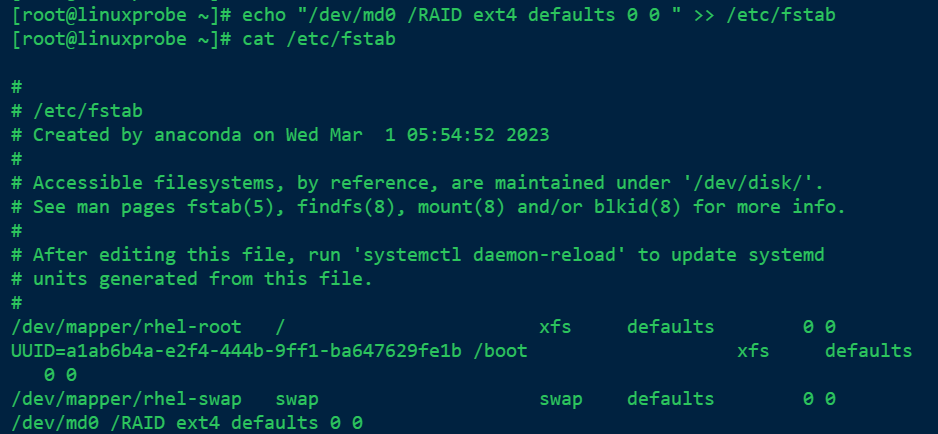 [root@linuxprobe ~]# echo "/dev/md0 /RAID ext4 defaults 0 0 " >> /etc/fstab
[root@linuxprobe ~]# cat /etc/fstab

#
# /etc/fstab
# Created by anaconda on Wed Mar  1 05:54:52 2023
#
# Accessible filesystems, by reference, are maintained under '/dev/disk/'.
# See man pages fstab(5), findfs(8), mount(8) and/or blkid(8) for more info.
#
# After editing this file, run 'systemctl daemon-reload' to update systemd
# units generated from this file.
#
/dev/mapper/rhel-root   /                       xfs     defaults        0 0
UUID=a1ab6b4a-e2f4-444b-9ff1-ba647629fe1b /boot                   xfs     defaults
   0 0
/dev/mapper/rhel-swap   swap                    swap    defaults        0 0
/dev/md0 /RAID ext4 defaults 0 0